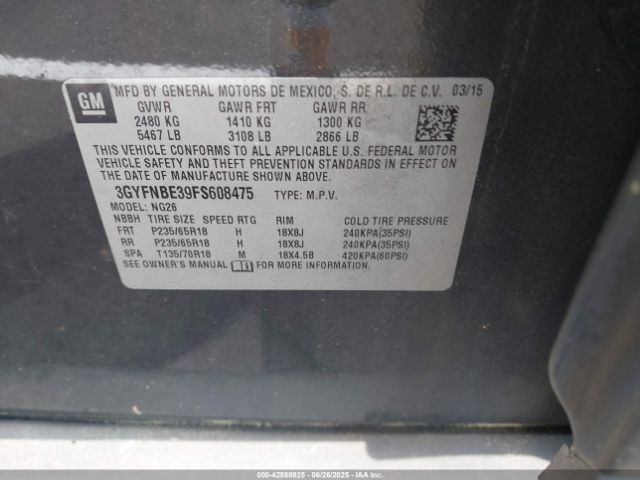 GM
MFD BY GENERAL MOTORS DE MEXICO, S. DE R.L. DE C.V. 03/15
GVWR GAWR FRT GAWR RR
2480 KG 1410 KG 1300 KG
5467 LB 3108 LB 2866 LB
THIS VEHICLE CONFORMS TO ALL APPLICABLE U.S. FEDERAL MOTOR
VEHICLE SAFETY AND THEFT PREVENTION STANDARDS IN EFFECT ON
THE DATE OF MANUFACTURE SHOWN ABOVE.
3GYFNBE39FS608475 TYPE: M.P.V.
MODEL: NG26
NBBH TIRE SIZE SPEED RTG RIM COLD TIRE PRESSURE
FRT P235/65R18 H 18X8J 240KPA(35PSI)
RR P235/65R18 H 18X8J 240KPA(35PSI)
SPA T135/70R18 M 18X4.5B 420KPA(60PSI)
SEE OWNER'S MANUAL FOR MORE INFORMATION.
000-42588925 06/26/2025 - IAAI.COM